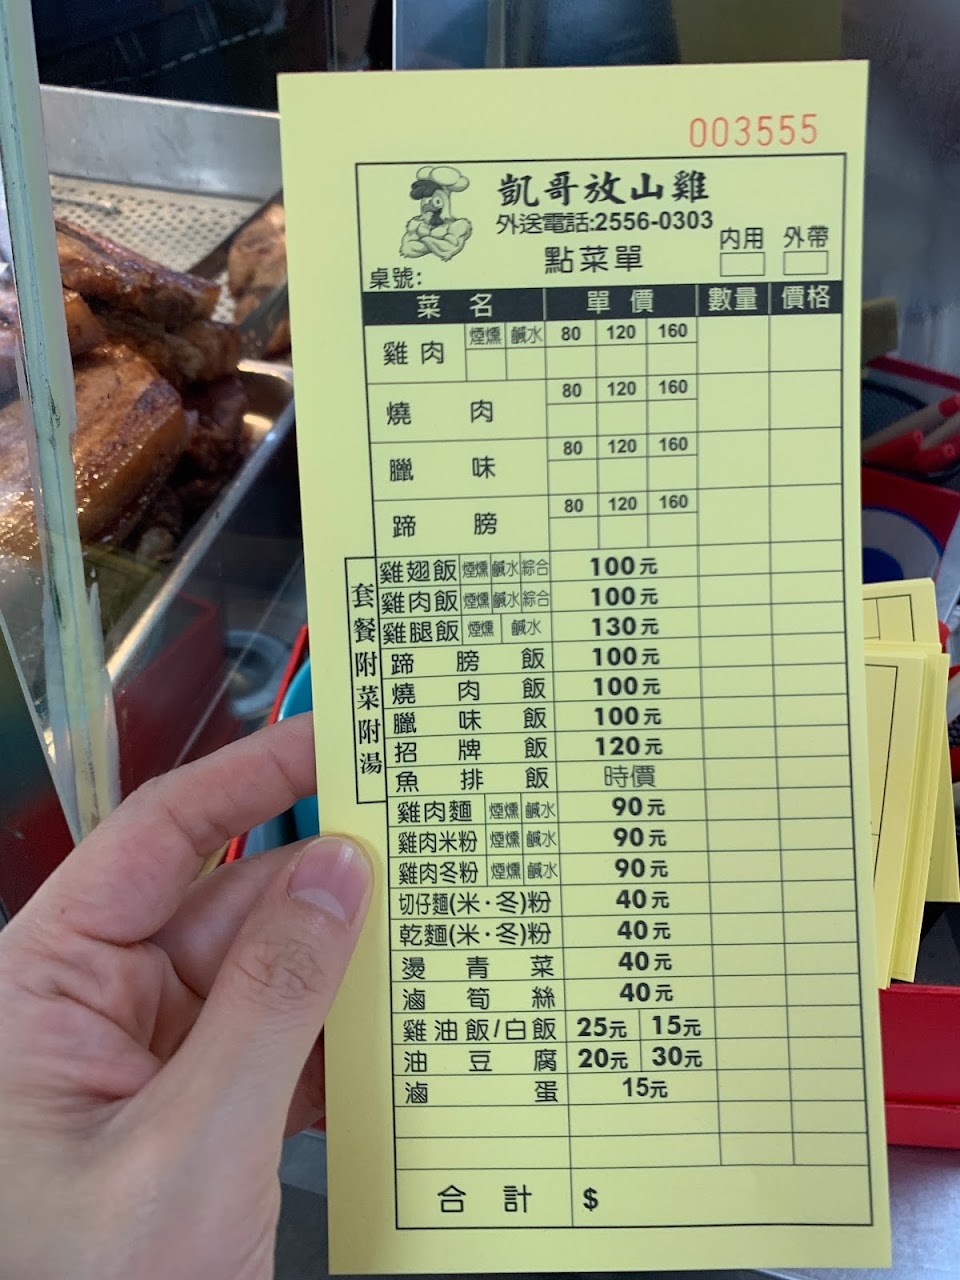 003555
凱哥放山雞
外送電話:2556-0303
點菜單
內用 外帶
桌號:
菜名 單價 數量 價格
雞肉 煙燻 鹹水 80 120 160
燒肉 80 120 160
臘味 80 120 160
蹄膀 80 120 160
套餐附菜附湯
雞翅飯 煙燻 鹹水 綜合 100元
雞肉飯 煙燻 鹹水 綜合 100元
雞腿飯 煙燻 鹹水 130元
蹄膀飯 100元
燒肉飯 100元
臘味飯 100元
招牌飯 120元
魚排飯 時價
雞肉麵 煙燻 鹹水 90元
雞肉米粉 煙燻 鹹水 90元
雞肉冬粉 煙燻 鹹水 90元
切仔麵(米·冬)粉 40元
乾麵(米·冬)粉 40元
燙青菜 40元
滷筍絲 40元
雞油飯/白飯 25元 15元
油豆腐 20元 30元
滷蛋 15元
合計 $